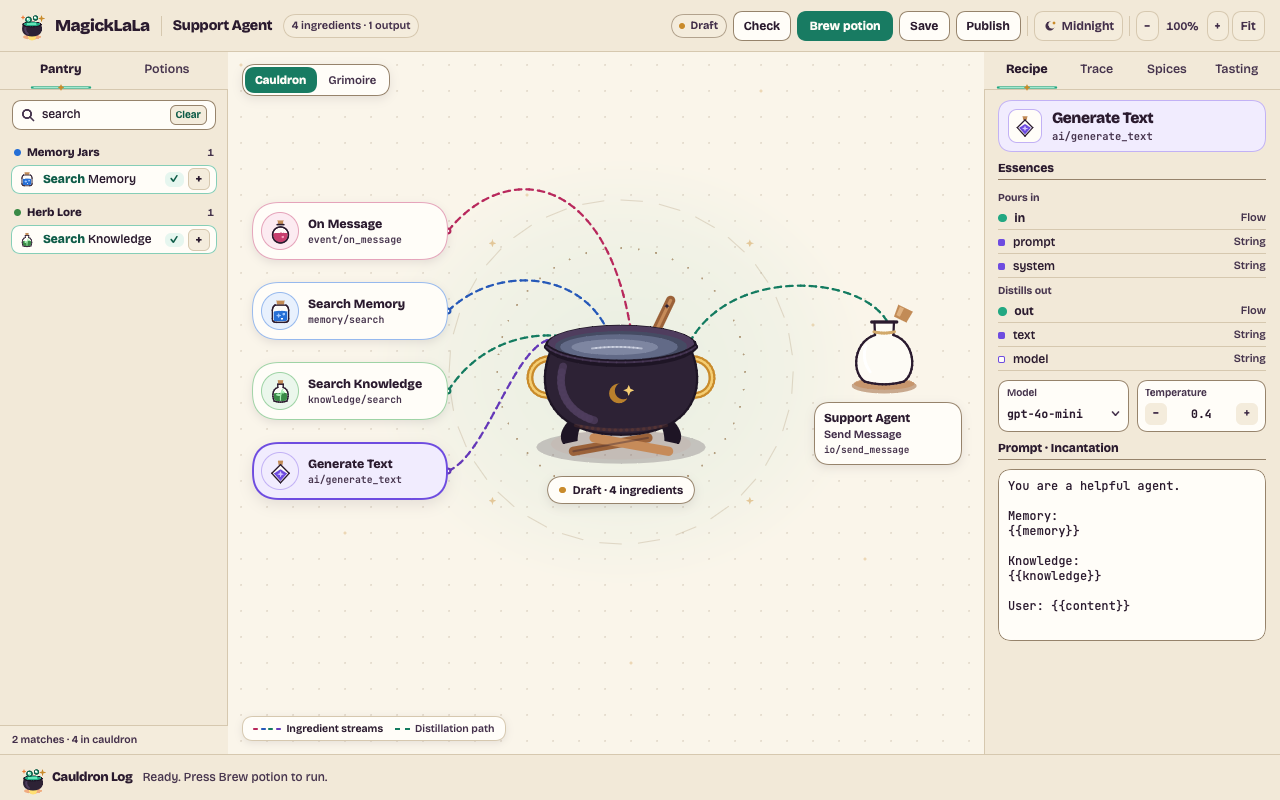 MagickLaLa
Support Agent
4 ingredients · 1 output
Draft
Check
Brew potion
Save
Publish
Midnight
−
100%
+
Fit
Pantry
Potions
search
Clear
Memory Jars
1
Search Memory
+
Herb Lore
1
Search Knowledge
+
2 matches · 4 in cauldron
Cauldron
Grimoire
On Message
event/on_message
Search Memory
memory/search
Search Knowledge
knowledge/search
Generate Text
ai/generate_text
Draft · 4 ingredients
Support Agent
Send Message
io/send_message
Ingredient streams
Distillation path
Recipe
Trace
Spices
Tasting
Generate Text
ai/generate_text
Essences
Pours in
in
Flow
prompt
String
system
String
Distills out
out
Flow
text
String
model
String
Model
gpt-4o-mini
Temperature
−
0.4
+
Prompt · Incantation
You are a helpful agent.
Memory:
{{memory}}
Knowledge:
{{knowledge}}
User: {{content}}
Cauldron Log
Ready. Press Brew potion to run.